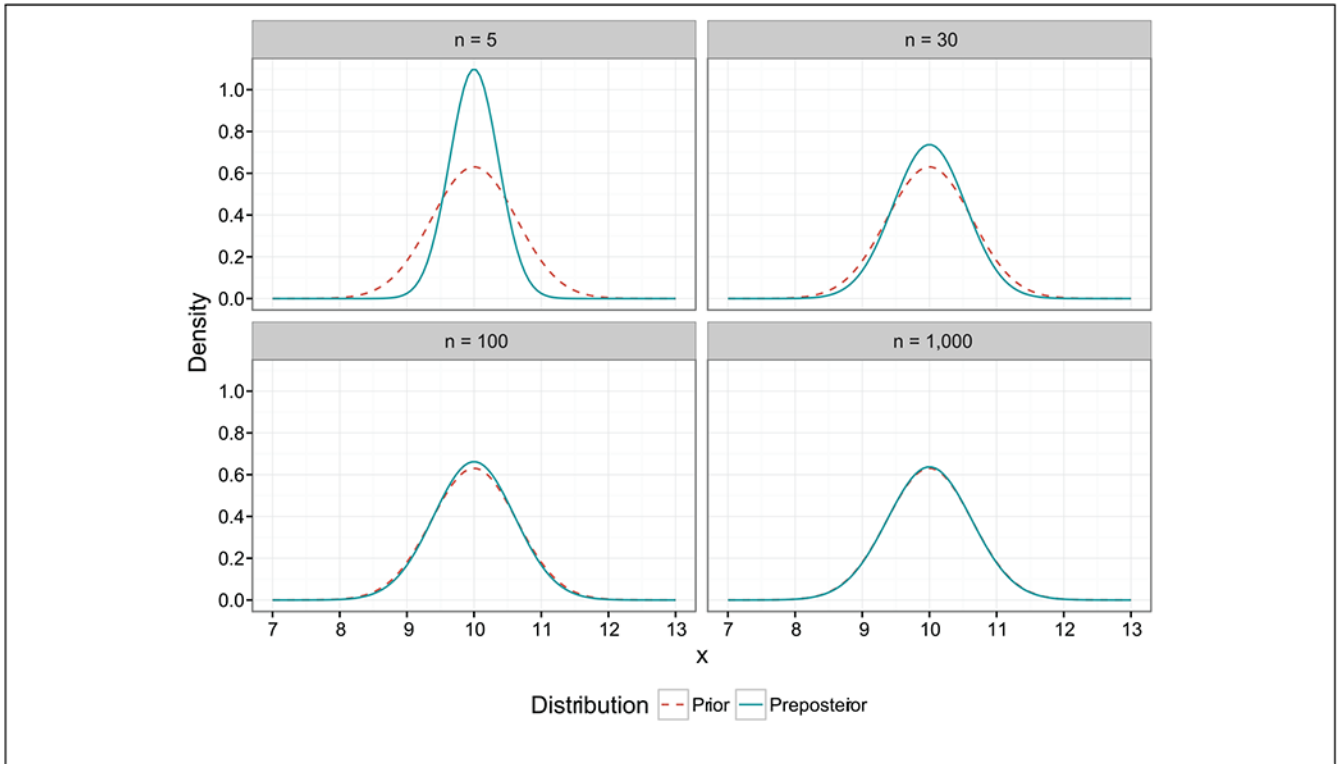 n = 5
n = 30
1.0
0.8
0.6
0.4
0.2
0.0
Density
n = 100
n = 1,000
1.0
0.8
0.6
0.4
0.2
0.0
7 8 9 10 11 12 13
7 8 9 10 11 12 13
x
Distribution Prior Preposteior